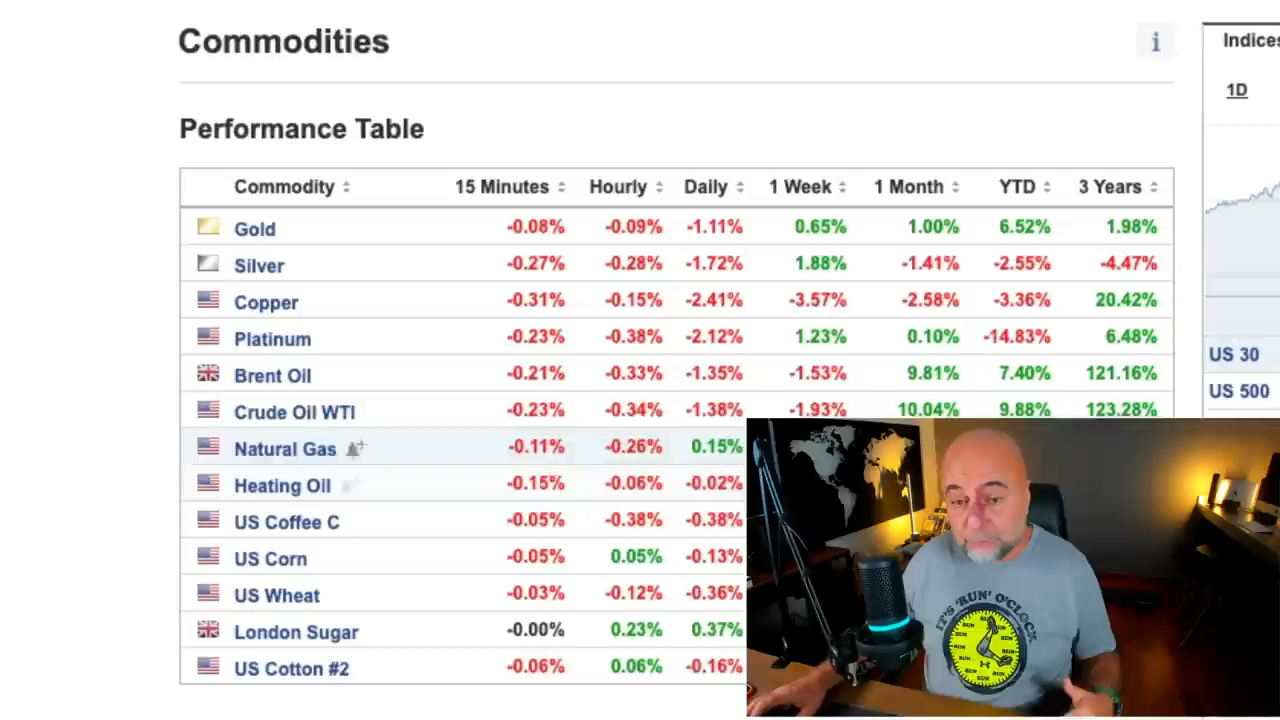 Commodities
i
Indices
1D
Performance Table
Commodity 15 Minutes Hourly Daily 1 Week 1 Month YTD 3 Years
Gold -0.08% -0.09% -1.11% 0.65% 1.00% 6.52% 1.98%
Silver -0.27% -0.28% -1.72% 1.88% -1.41% -2.55% -4.47%
Copper -0.31% -0.15% -2.41% -3.57% -2.58% -3.36% 20.42%
Platinum -0.23% -0.38% -2.12% 1.23% 0.10% -14.83% 6.48%
US 30
Brent Oil -0.21% -0.33% -1.35% -1.53% 9.81% 7.40% 121.16%
US 500
Crude Oil WTI -0.23% -0.34% -1.38% -1.93% 10.04% 9.88% 123.28%
Natural Gas -0.11% -0.26% 0.15%
Heating Oil -0.15% -0.06% -0.02%
US Coffee C -0.05% -0.38% -0.38%
US Corn -0.05% 0.05% -0.13%
US Wheat -0.03% -0.12% -0.36%
London Sugar -0.00% 0.23% 0.37%
US Cotton #2 -0.06% 0.06% -0.16%
IT'S 'RUN' O'CLOCK
RUN
RUN
RUN
RUN
RUN
RUN
RUN
RUN
RUN